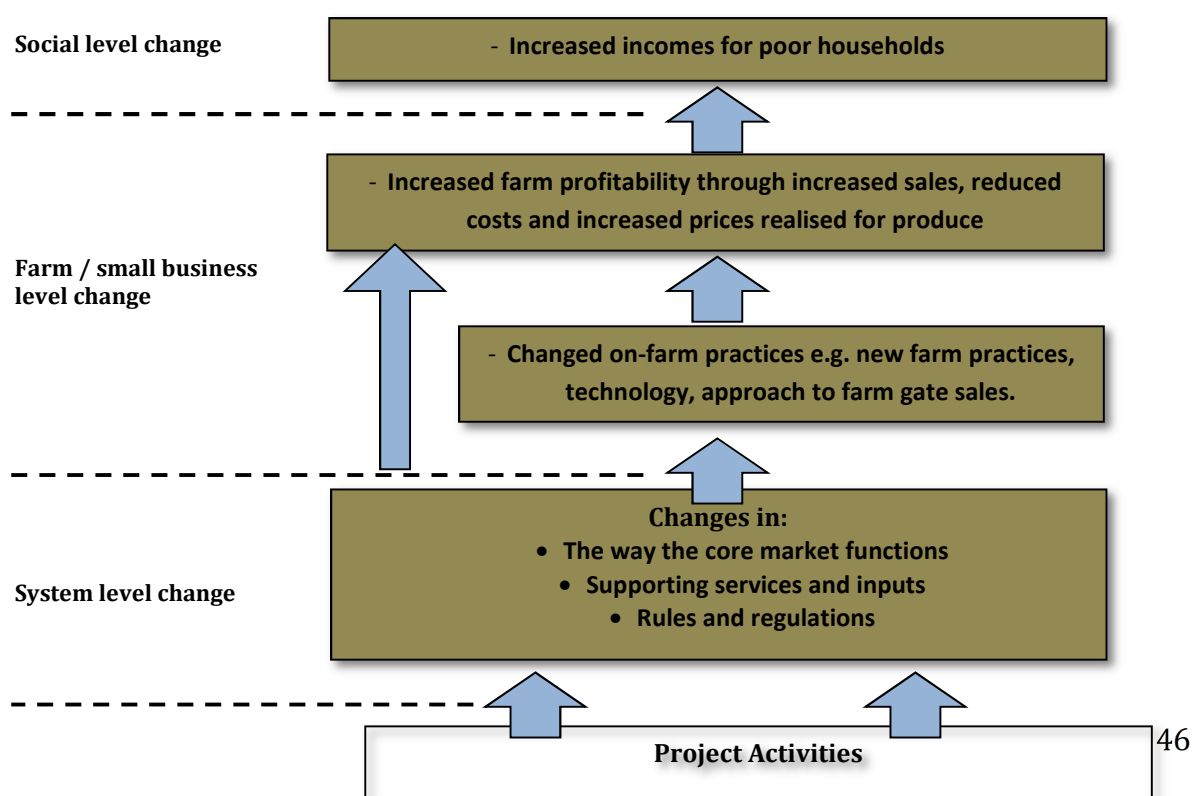 Social level change
- Increased incomes for poor households
- Increased farm profitability through increased sales, reduced
costs and increased prices realised for produce
Farm / small business
level change
- Changed on-farm practices e.g. new farm practices,
technology, approach to farm gate sales.
Changes in:
• The way the core market functions
• Supporting services and inputs
• Rules and regulations
System level change
Project Activities
46